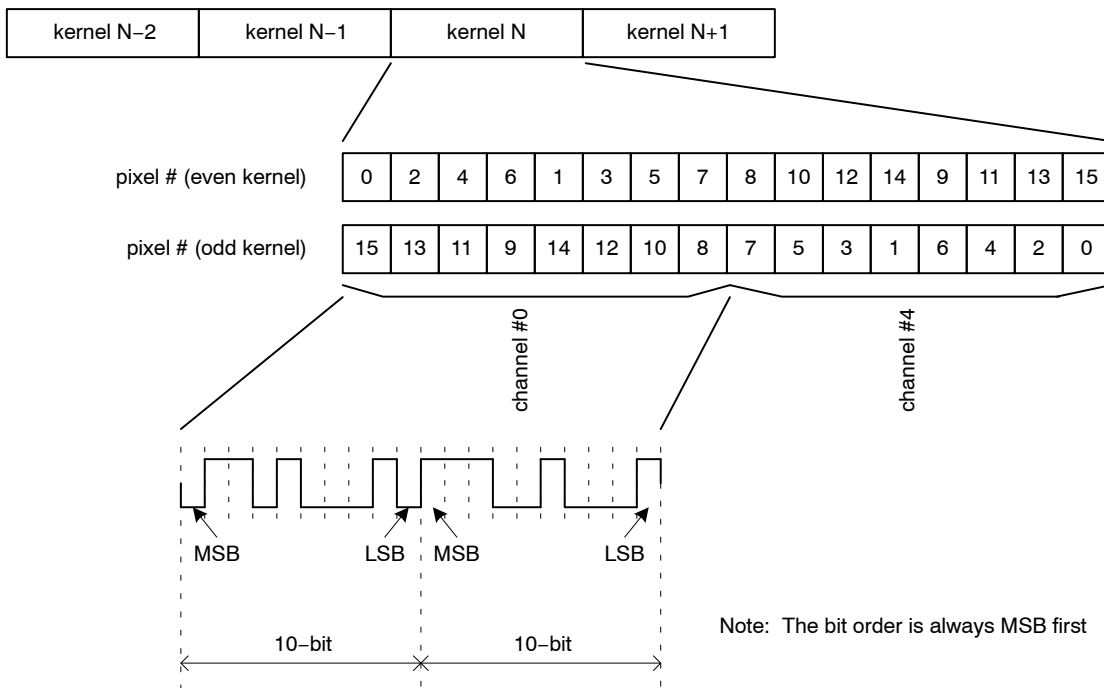 kernel N−2 kernel N−1 kernel N kernel N+1
pixel # (even kernel) 0 2 4 6 1 3 5 7 8 10 12 14 9 11 13 15
pixel # (odd kernel) 15 13 11 9 14 12 10 8 7 5 3 1 6 4 2 0
channel #0
channel #4
MSB LSB MSB LSB
10−bit 10−bit
Note: The bit order is always MSB first